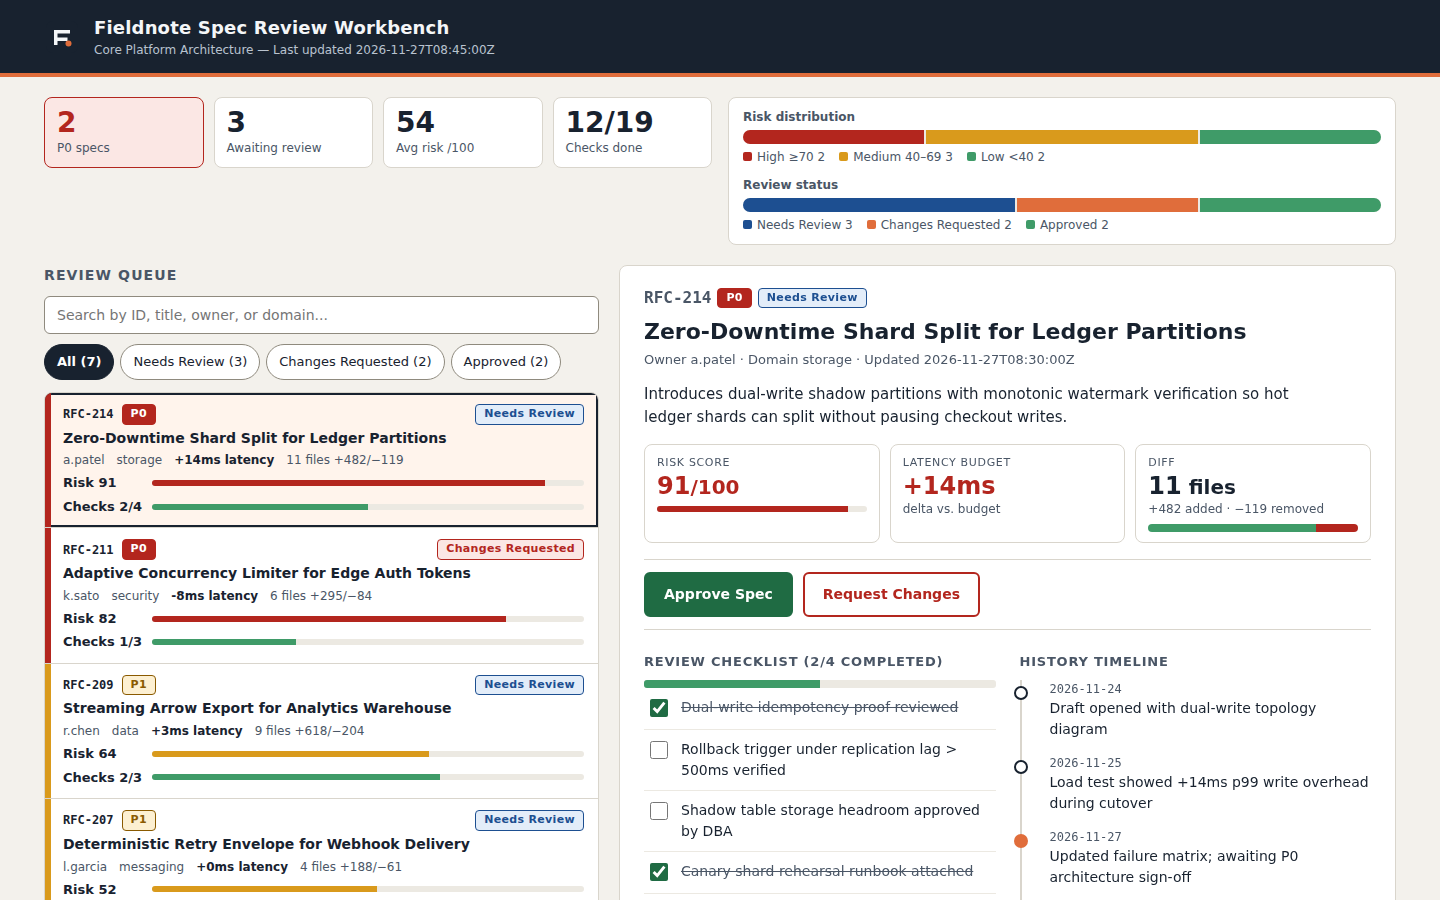 Fieldnote Spec Review Workbench
Core Platform Architecture — Last updated 2026-11-27T08:45:00Z
2
P0 specs
3
Awaiting review
54
Avg risk /100
12/19
Checks done
Risk distribution
High ≥70 2 Medium 40–69 3 Low <40 2
Review status
Needs Review 3 Changes Requested 2 Approved 2
REVIEW QUEUE
Search by ID, title, owner, or domain...
All (7) Needs Review (3) Changes Requested (2) Approved (2)
RFC-214 P0 Needs Review
Zero-Downtime Shard Split for Ledger Partitions
a.patel storage +14ms latency 11 files +482/−119
Risk 91
Checks 2/4
RFC-211 P0 Changes Requested
Adaptive Concurrency Limiter for Edge Auth Tokens
k.sato security -8ms latency 6 files +295/−84
Risk 82
Checks 1/3
RFC-209 P1 Needs Review
Streaming Arrow Export for Analytics Warehouse
r.chen data +3ms latency 9 files +618/−204
Risk 64
Checks 2/3
RFC-207 P1 Needs Review
Deterministic Retry Envelope for Webhook Delivery
l.garcia messaging +0ms latency 4 files +188/−61
Risk 52
RFC-214 P0 Needs Review
Zero-Downtime Shard Split for Ledger Partitions
Owner a.patel · Domain storage · Updated 2026-11-27T08:30:00Z
Introduces dual-write shadow partitions with monotonic watermark verification so hot
ledger shards can split without pausing checkout writes.
RISK SCORE
91/100
LATENCY BUDGET
+14ms
delta vs. budget
DIFF
11 files
+482 added · −119 removed
Approve Spec Request Changes
REVIEW CHECKLIST (2/4 COMPLETED)
Dual-write idempotency proof reviewed
Rollback trigger under replication lag >
500ms verified
Shadow table storage headroom approved
by DBA
Canary shard rehearsal runbook attached
HISTORY TIMELINE
2026-11-24
Draft opened with dual-write topology
diagram
2026-11-25
Load test showed +14ms p99 write overhead
during cutover
2026-11-27
Updated failure matrix; awaiting P0
architecture sign-off